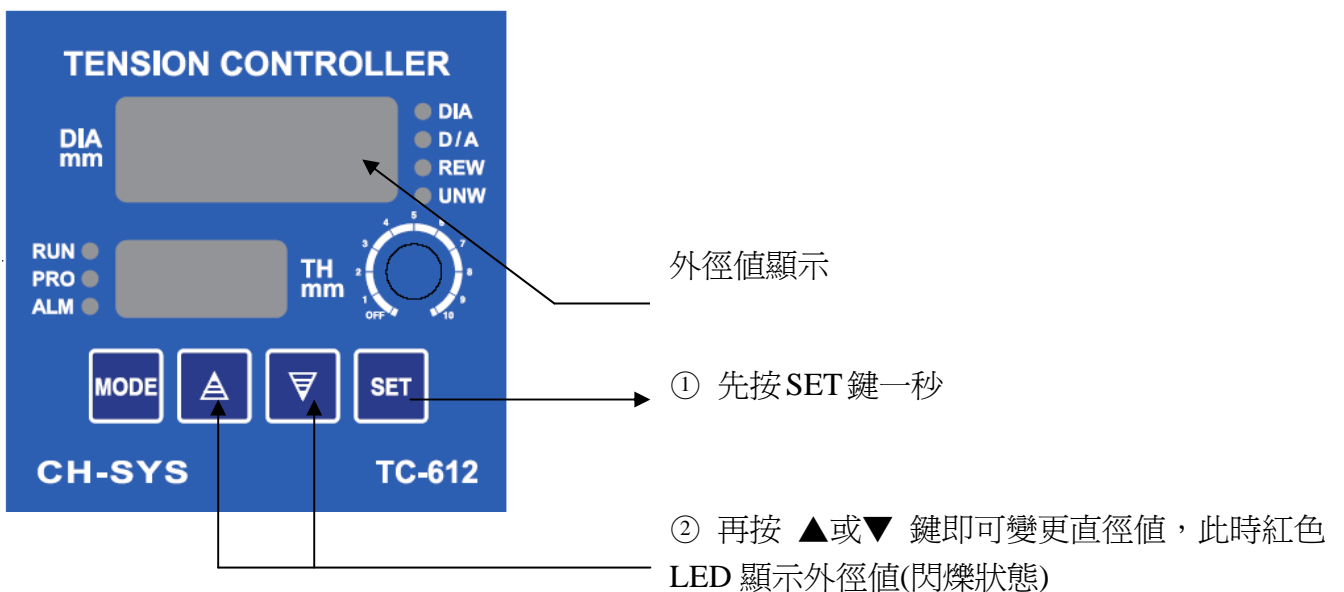 TENSION CONTROLLER
DIA
mm
DIA
D/A
REW
UNW
RUN
PRO
ALM
TH
mm
OFF 1 2 3 4 5 6 7 8 9 10
外徑值顯示
MODE SET
① 先按SET鍵一秒
CH-SYS TC-612
② 再按 ▲或▼ 鍵即可變更直徑值，此時紅色
LED 顯示外徑值(閃爍狀態)